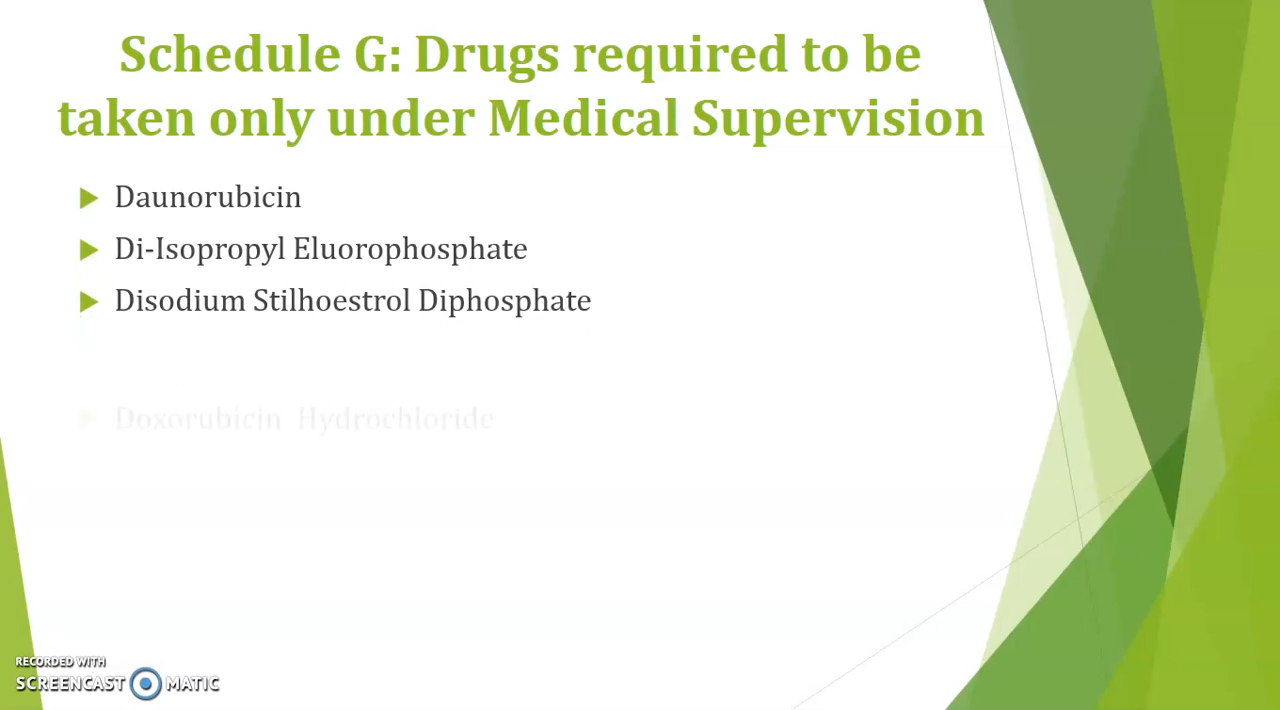 Schedule G: Drugs required to be
taken only under Medical Supervision
Daunorubicin
Di-Isopropyl Eluorophosphate
Disodium Stilhoestrol Diphosphate
Doxorubicin Hydrochloride
RECORDED WITH
SCREENCAST MATIC